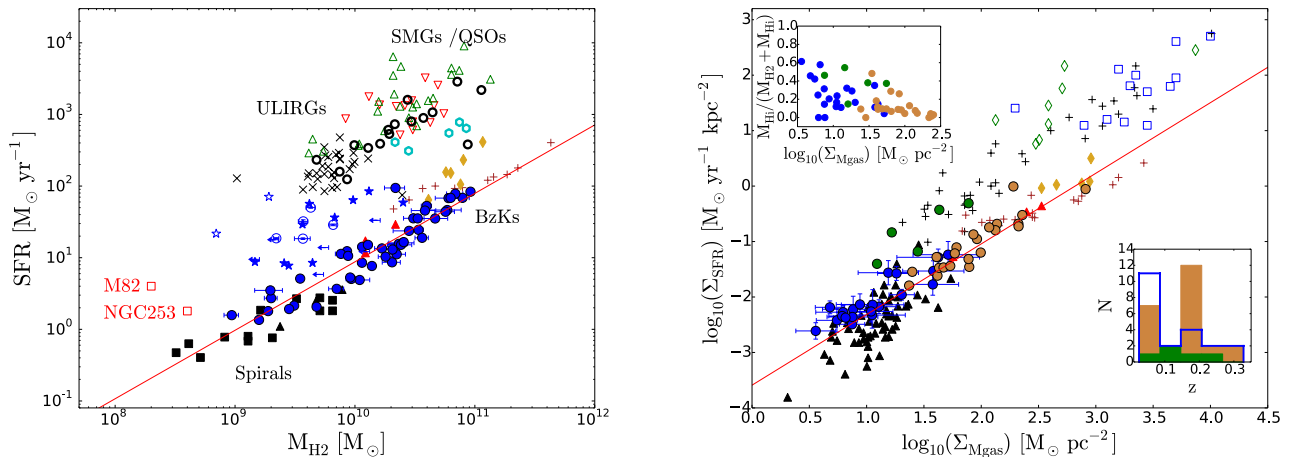 SFR [M⊙ yr⁻¹]
10⁴
10³
10²
10¹
10⁰
10⁻¹
SMGs /QSOs
ULIRGs
BzKs
M82
NGC253
Spirals
10⁸ 10⁹ 10¹⁰ 10¹¹ 10¹²
M_H2 [M⊙]
log₁₀(Σ_SFR) [M⊙ yr⁻¹ kpc⁻²]
3
2
1
0
−1
−2
−3
−4
0.0 0.5 1.0 1.5 2.0 2.5 3.0 3.5 4.0 4.5
log₁₀(Σ_Mgas) [M⊙ pc⁻²]
M_Hi/(M_H2 + M_Hi)
1.0
0.8
0.6
0.4
0.2
0.0
0.5 1.0 1.5 2.0 2.5
log₁₀(Σ_Mgas) [M⊙ pc⁻²]
N
14
12
10
8
6
4
2
0
0.1 0.2 0.3
z